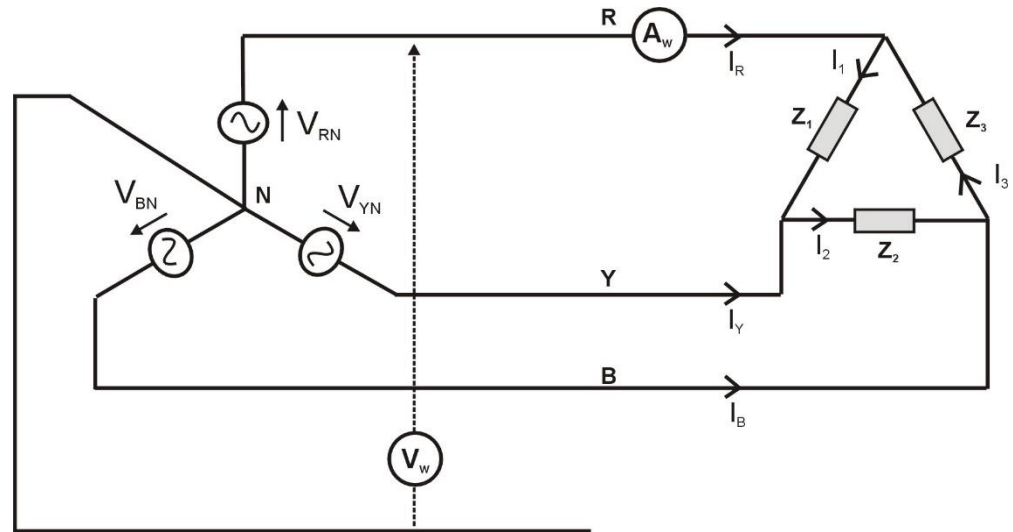 R
A_w
I_R
I_1
Z_1
Z_3
V_RN
V_BN
N
V_YN
I_3
I_2
Z_2
Y
I_Y
B
I_B
V_w